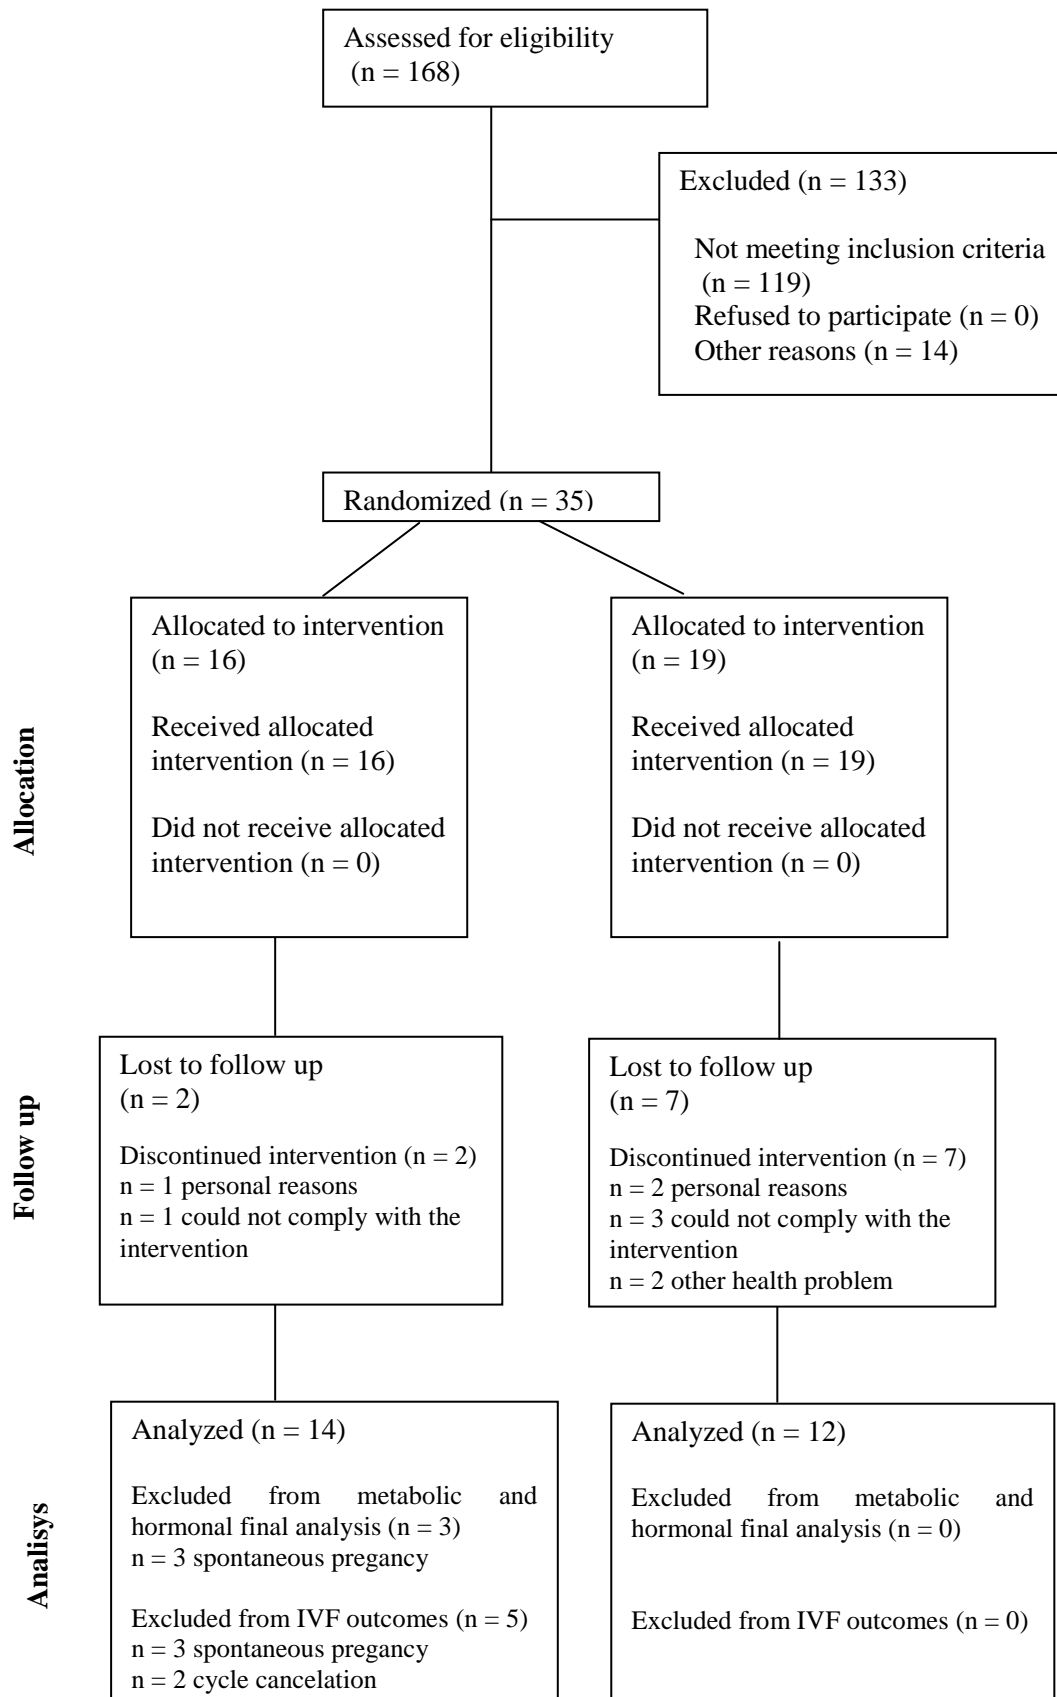 Assessed for eligibility
(n = 168)
Excluded (n = 133)
Not meeting inclusion criteria
(n = 119)
Refused to participate (n = 0)
Other reasons (n = 14)
Randomized (n = 35)
Allocation
Allocated to intervention
(n = 16)
Received allocated
intervention (n = 16)
Did not receive allocated
intervention (n = 0)
Allocated to intervention
(n = 19)
Received allocated
intervention (n = 19)
Did not receive allocated
intervention (n = 0)
Follow up
Lost to follow up
(n = 2)
Discontinued intervention (n = 2)
n = 1 personal reasons
n = 1 could not comply with the
intervention
Lost to follow up
(n = 7)
Discontinued intervention (n = 7)
n = 2 personal reasons
n = 3 could not comply with the
intervention
n = 2 other health problem
Analisys
Analyzed (n = 14)
Excluded from metabolic and
hormonal final analysis (n = 3)
n = 3 spontaneous pregancy
Excluded from IVF outcomes (n = 5)
n = 3 spontaneous pregancy
n = 2 cycle cancelation
Analyzed (n = 12)
Excluded from metabolic and
hormonal final analysis (n = 0)
Excluded from IVF outcomes (n = 0)